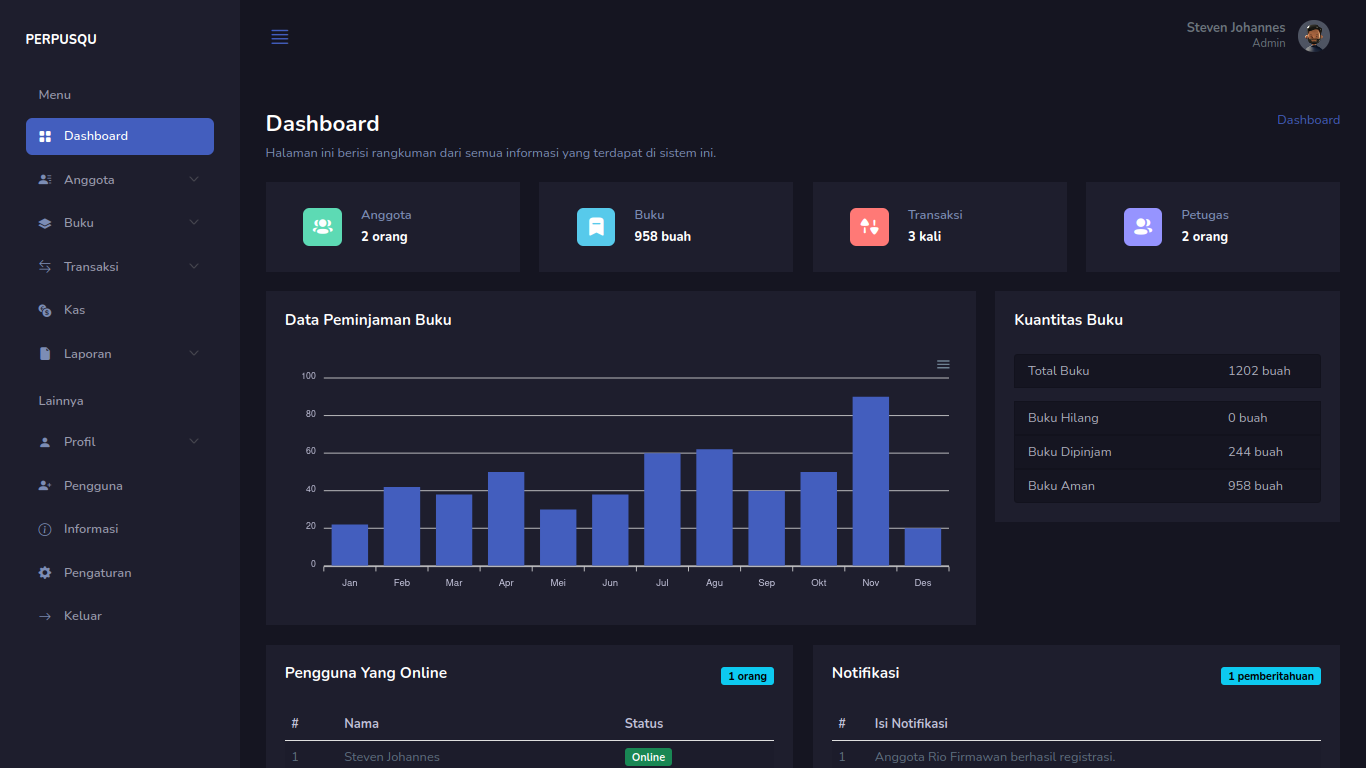 PERPUSQU
Menu
Dashboard
Anggota
Buku
Transaksi
Kas
Laporan
Lainnya
Profil
Pengguna
Informasi
Pengaturan
Keluar
Steven Johannes
Admin
Dashboard
Dashboard
Halaman ini berisi rangkuman dari semua informasi yang terdapat di sistem ini.
Anggota
2 orang
Buku
958 buah
Transaksi
3 kali
Petugas
2 orang
Data Peminjaman Buku
100
80
60
40
20
0
Jan Feb Mar Apr Mei Jun Jul Agu Sep Okt Nov Des
Kuantitas Buku
Total Buku 1202 buah
Buku Hilang 0 buah
Buku Dipinjam 244 buah
Buku Aman 958 buah
Pengguna Yang Online 1 orang
# Nama Status
1 Steven Johannes Online
Notifikasi 1 pemberitahuan
# Isi Notifikasi
1 Anggota Rio Firmawan berhasil registrasi.